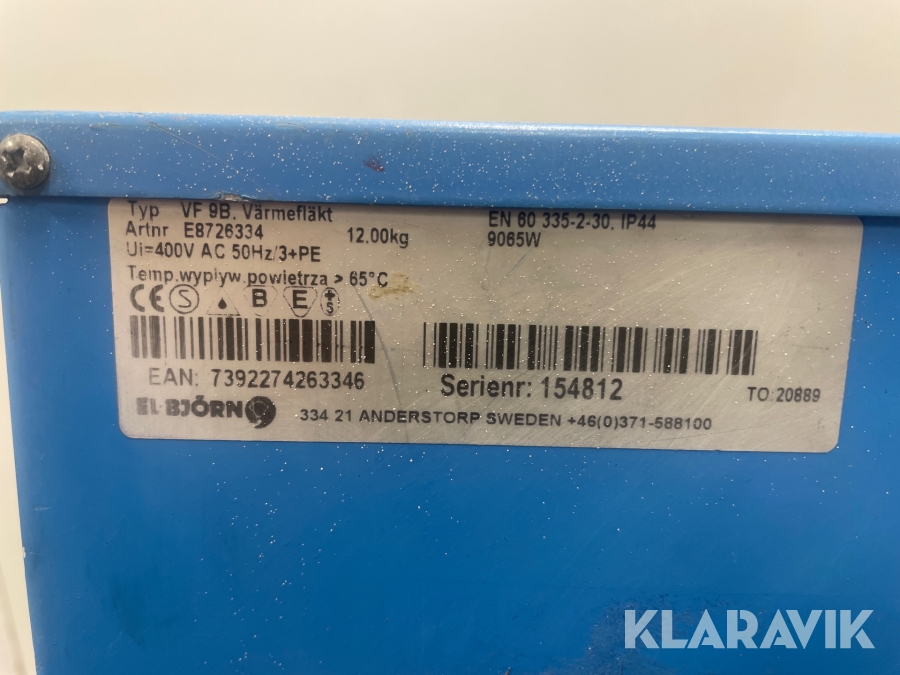 Typ VF 9B, Värmefläkt EN 60 335-2-30, IP44
Artnr E8726334 12,00kg 9065W
Ui=400V AC 50Hz/3+PE
Temp.wyplyw.powietrza > 65°C
CE S B E +S
EAN: 7392274263346 Serienr: 154812 TO:20889
EL-BJÖRN 334 21 ANDERSTORP SWEDEN +46(0)371-588100
KLARAVIK